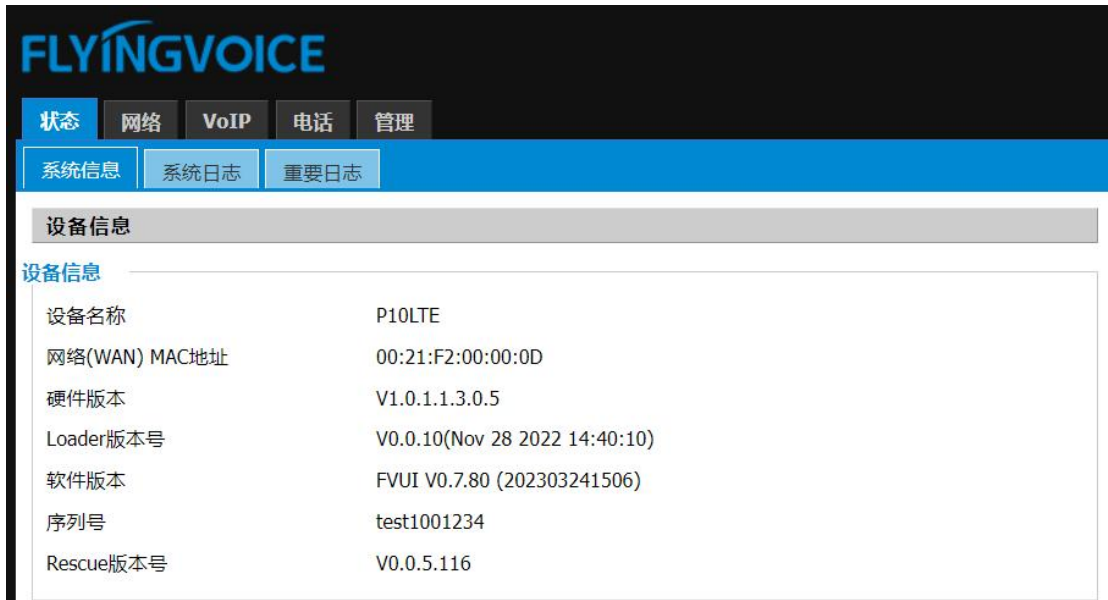 FLYINGVOICE
状态 网络 VoIP 电话 管理
系统信息 系统日志 重要日志
设备信息
设备信息
设备名称 P10LTE
网络(WAN) MAC地址 00:21:F2:00:00:0D
硬件版本 V1.0.1.1.3.0.5
Loader版本号 V0.0.10(Nov 28 2022 14:40:10)
软件版本 FVUI V0.7.80 (202303241506)
序列号 test1001234
Rescue版本号 V0.0.5.116